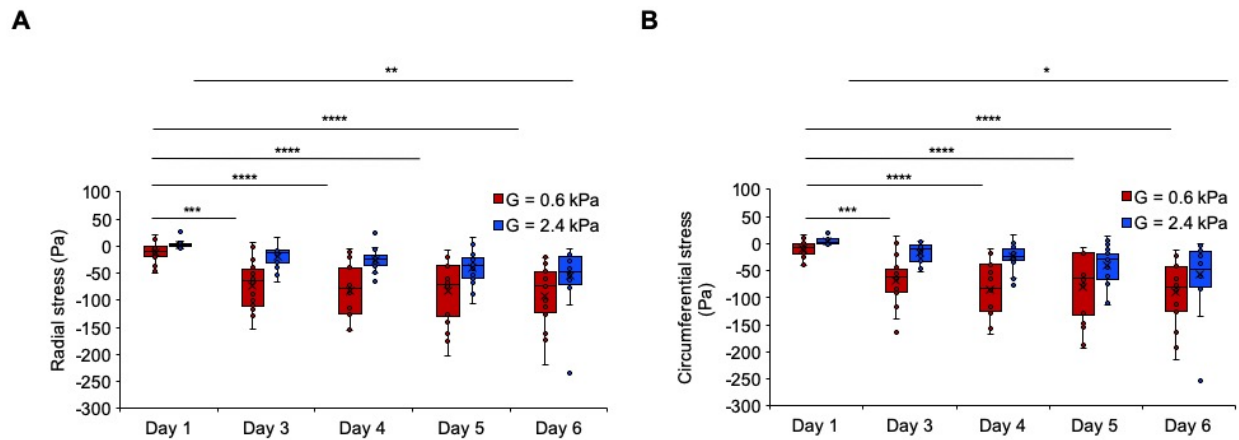 A
**
****
****
****
***
G = 0.6 kPa
G = 2.4 kPa
Radial stress (Pa)
100
50
0
-50
-100
-150
-200
-250
-300
Day 1
Day 3
Day 4
Day 5
Day 6
B
*
****
****
****
***
G = 0.6 kPa
G = 2.4 kPa
Circumferential stress
(Pa)
100
50
0
-50
-100
-150
-200
-250
-300
Day 1
Day 3
Day 4
Day 5
Day 6